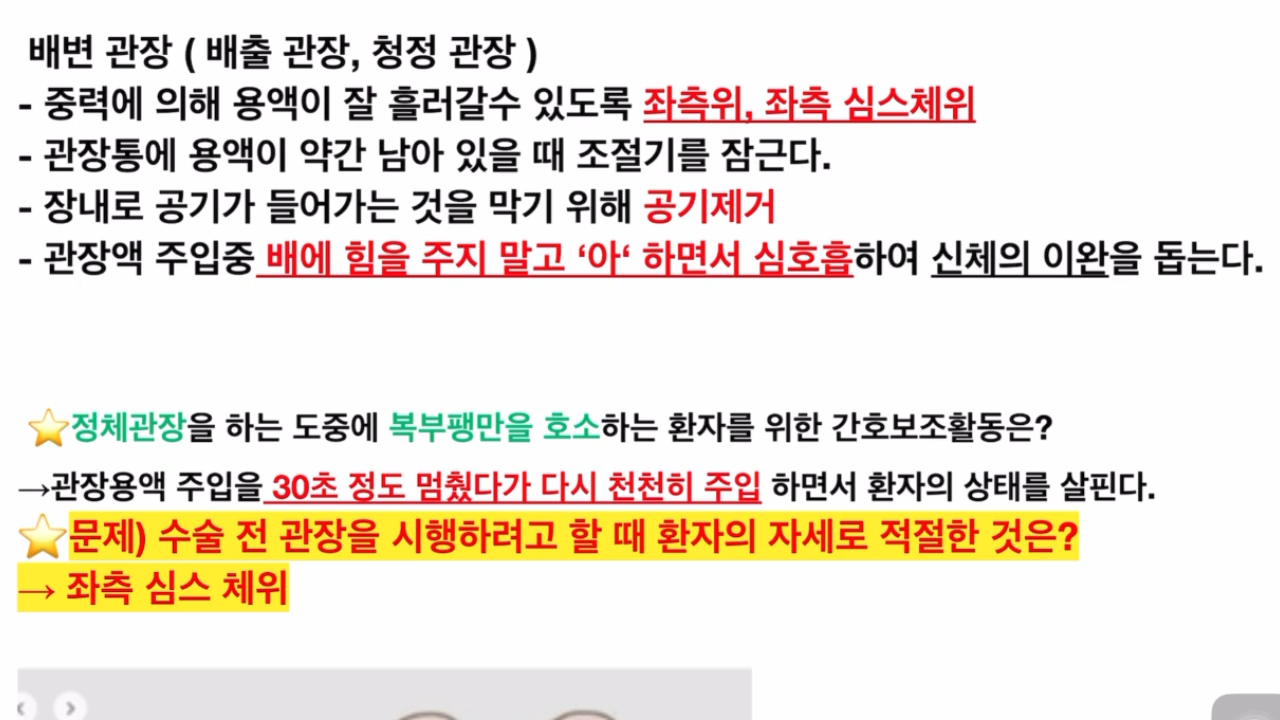 배변 관장 ( 배출 관장, 청정 관장 )
- 중력에 의해 용액이 잘 흘러갈수 있도록 좌측위, 좌측 심스체위
- 관장통에 용액이 약간 남아 있을 때 조절기를 잠근다.
- 장내로 공기가 들어가는 것을 막기 위해 공기제거
- 관장액 주입중 배에 힘을 주지 말고 ‘아‘ 하면서 심호흡하여 신체의 이완을 돕는다.
⭐정체관장을 하는 도중에 복부팽만을 호소하는 환자를 위한 간호보조활동은?
→관장용액 주입을 30초 정도 멈췄다가 다시 천천히 주입 하면서 환자의 상태를 살핀다.
⭐문제) 수술 전 관장을 시행하려고 할 때 환자의 자세로 적절한 것은?
→ 좌측 심스 체위